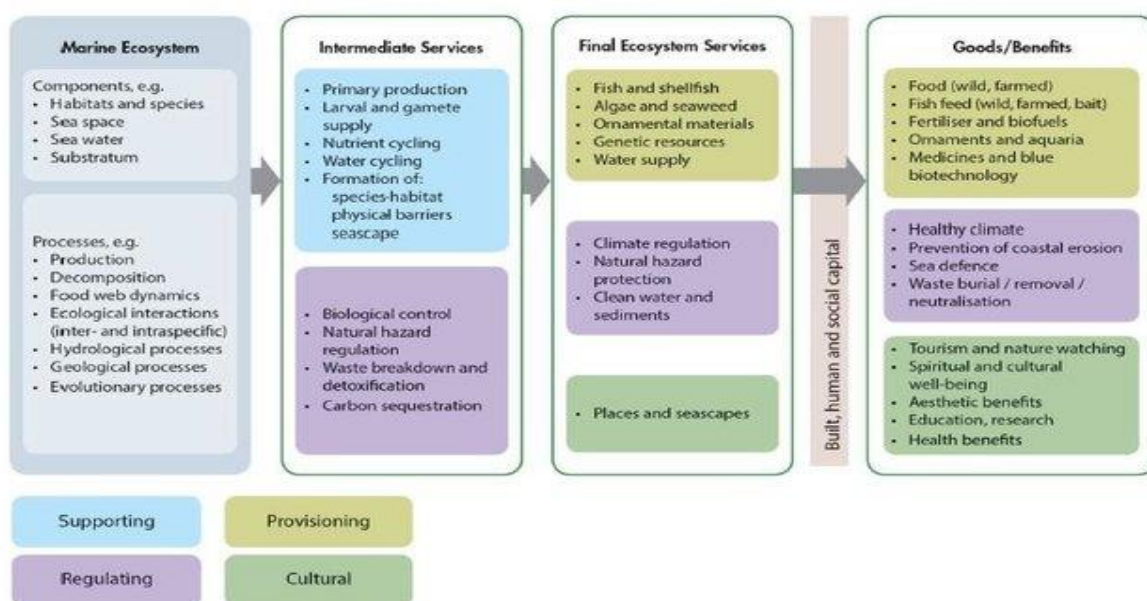 Marine Ecosystem
Components, e.g.
• Habitats and species
• Sea space
• Sea water
• Substratum
Processes, e.g.
• Production
• Decomposition
• Food web dynamics
• Ecological interactions
(inter- and intraspecific)
• Hydrological processes
• Geological processes
• Evolutionary processes
Intermediate Services
• Primary production
• Larval and gamete
supply
• Nutrient cycling
• Water cycling
• Formation of:
species-habitat
physical barriers
seascape
• Biological control
• Natural hazard
regulation
• Waste breakdown and
detoxification
• Carbon sequestration
Final Ecosystem Services
• Fish and shellfish
• Algae and seaweed
• Ornamental materials
• Genetic resources
• Water supply
• Climate regulation
• Natural hazard
protection
• Clean water and
sediments
• Places and seascapes
Built, human and social capital
Goods/Benefits
• Food (wild, farmed)
• Fish feed (wild, farmed, bait)
• Fertiliser and biofuels
• Ornaments and aquaria
• Medicines and blue
biotechnology
• Healthy climate
• Prevention of coastal erosion
• Sea defence
• Waste burial / removal /
neutralisation
• Tourism and nature watching
• Spiritual and cultural
well-being
• Aesthetic benefits
• Education, research
• Health benefits
Supporting
Provisioning
Regulating
Cultural